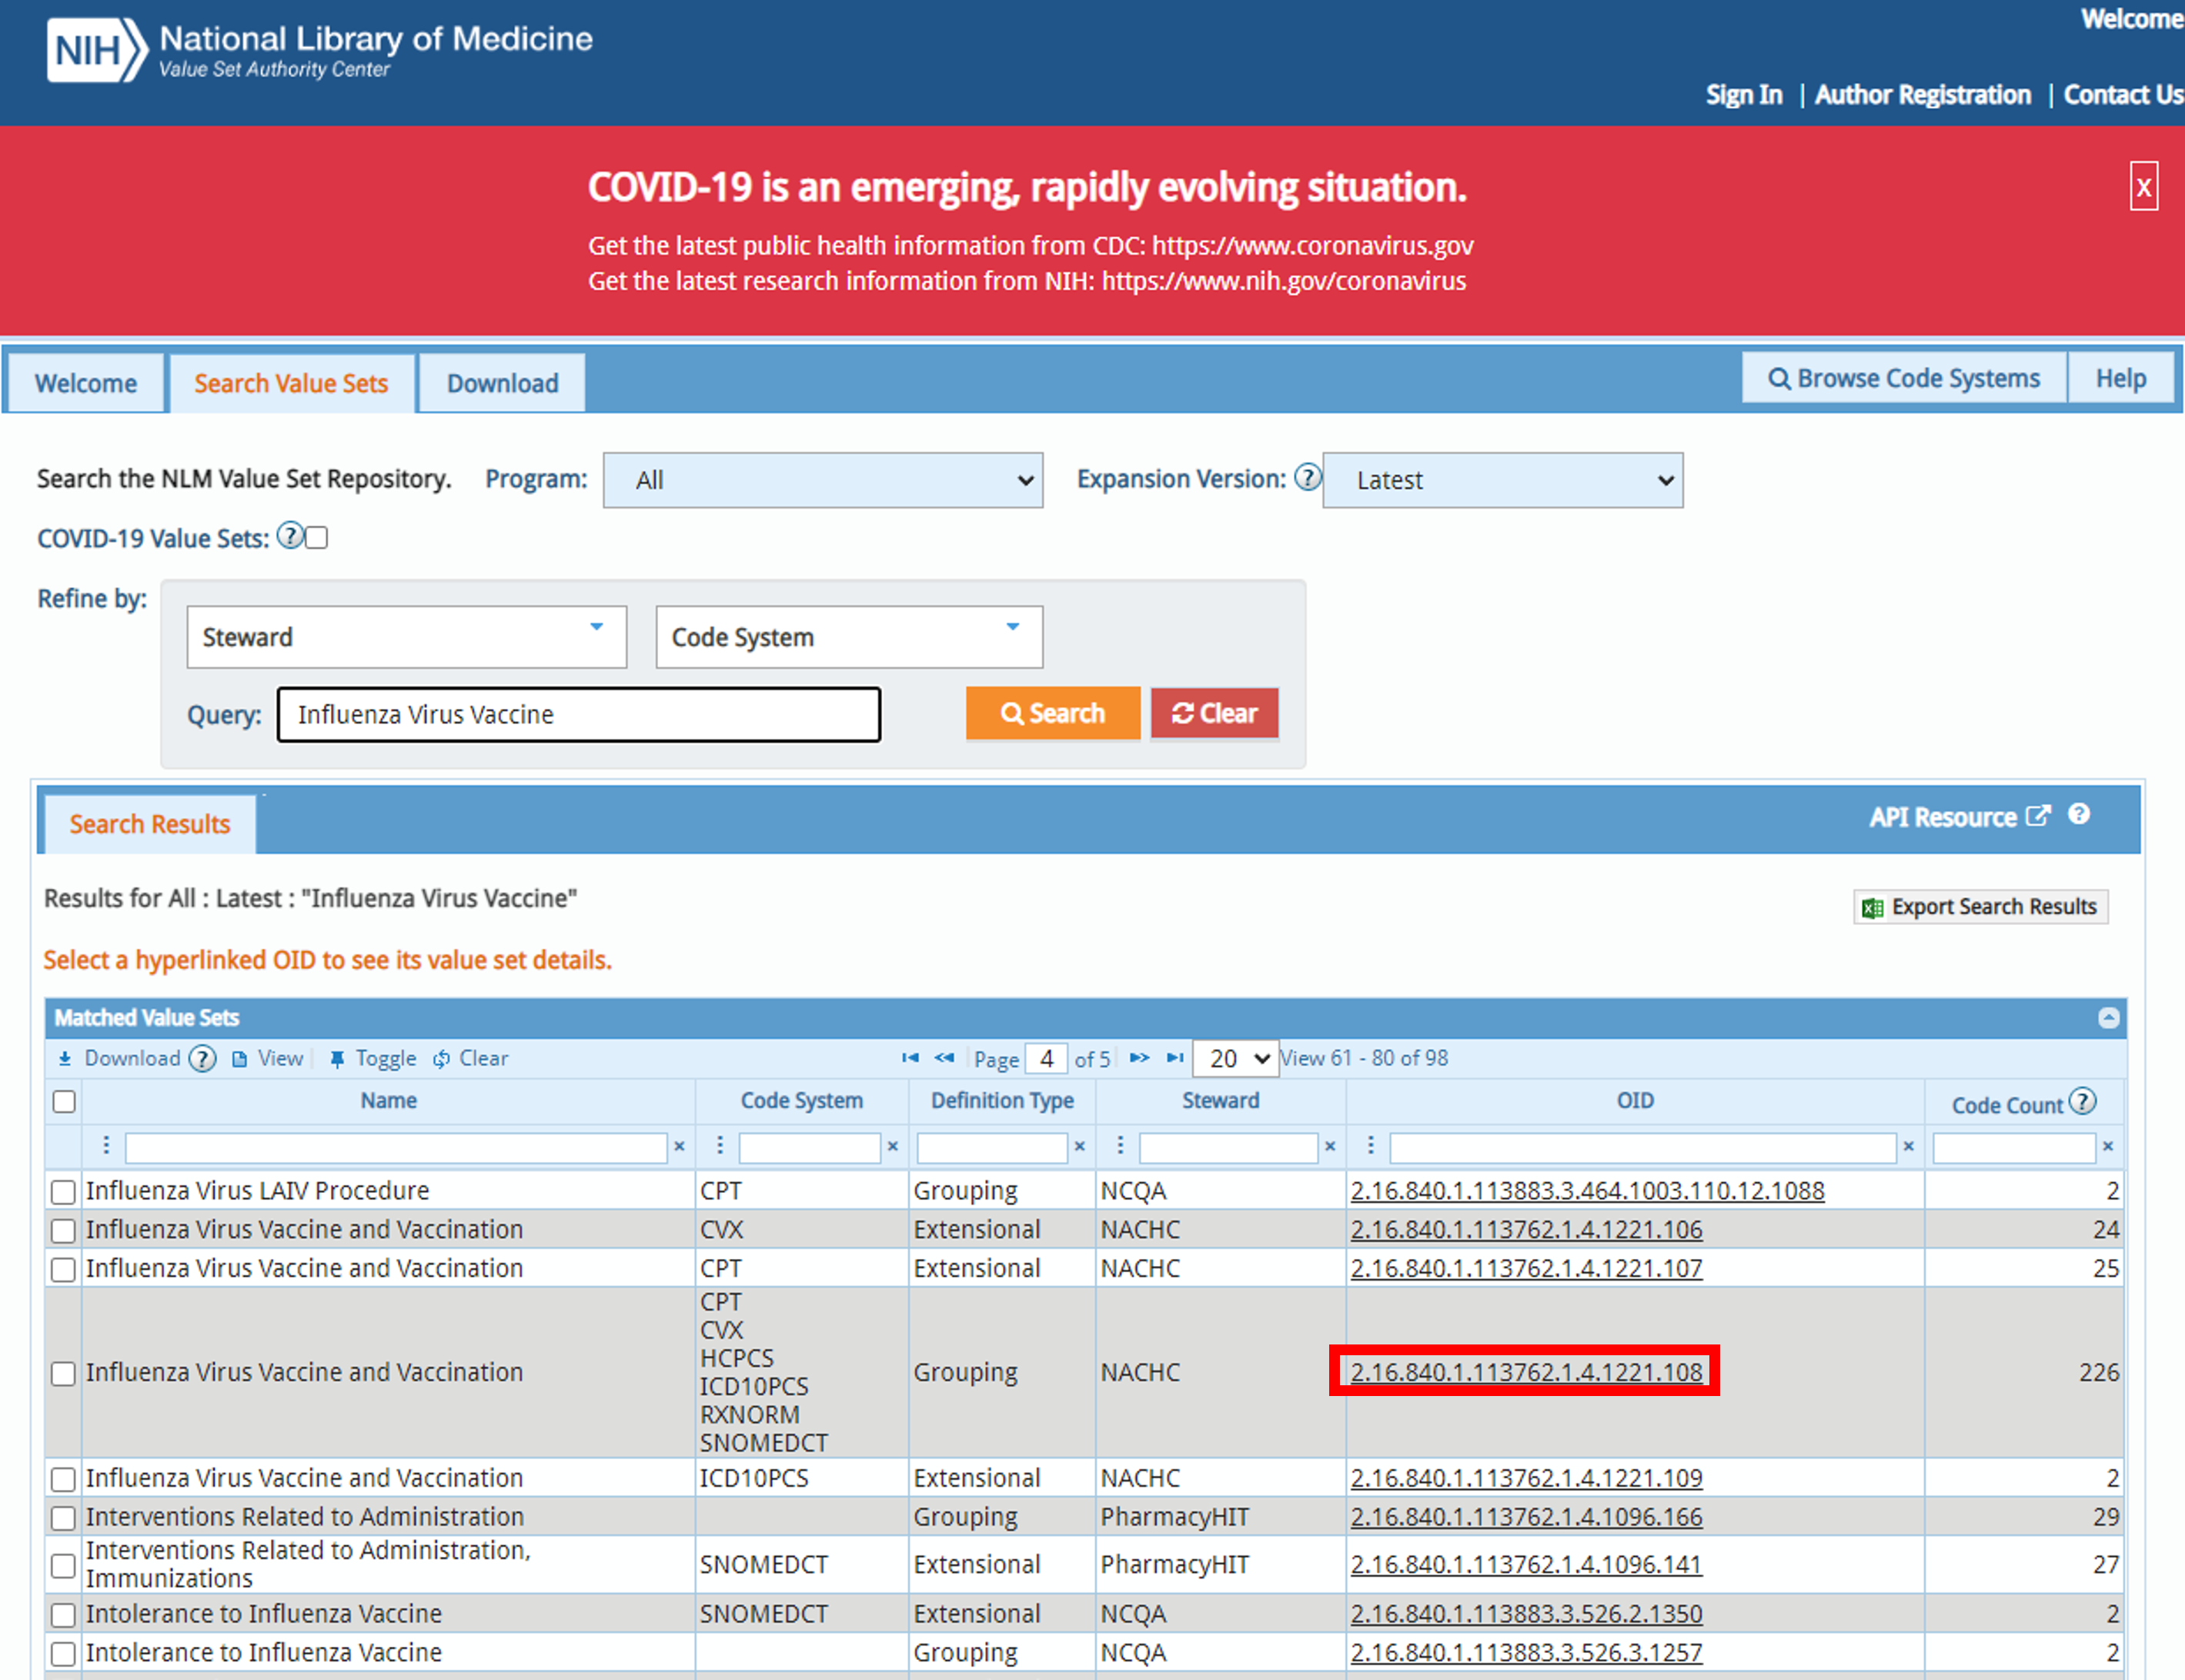 NIH National Library of Medicine
Value Set Authority Center
Welcome
Sign In | Author Registration | Contact Us
COVID-19 is an emerging, rapidly evolving situation.
X
Get the latest public health information from CDC: https://www.coronavirus.gov
Get the latest research information from NIH: https://www.nih.gov/coronavirus
Welcome Search Value Sets Download Browse Code Systems Help
Search the NLM Value Set Repository. Program: All Expansion Version: ? Latest
COVID-19 Value Sets: ?
Refine by:
Steward Code System
Query: Influenza Virus Vaccine Search Clear
Search Results API Resource ?
Results for All : Latest : "Influenza Virus Vaccine"
Export Search Results
Select a hyperlinked OID to see its value set details.
Matched Value Sets
Download ? View Toggle Clear Page 4 of 5 20 View 61 - 80 of 98
Name Code System Definition Type Steward OID Code Count ?
x x x x x x
Influenza Virus LAIV Procedure CPT Grouping NCQA 2.16.840.1.113883.3.464.1003.110.12.1088 2
Influenza Virus Vaccine and Vaccination CVX Extensional NACHC 2.16.840.1.113762.1.4.1221.106 24
Influenza Virus Vaccine and Vaccination CPT Extensional NACHC 2.16.840.1.113762.1.4.1221.107 25
CPT
CVX
HCPCS
Influenza Virus Vaccine and Vaccination ICD10PCS Grouping NACHC 2.16.840.1.113762.1.4.1221.108 226
RXNORM
SNOMEDCT
Influenza Virus Vaccine and Vaccination ICD10PCS Extensional NACHC 2.16.840.1.113762.1.4.1221.109 2
Interventions Related to Administration Grouping PharmacyHIT 2.16.840.1.113762.1.4.1096.166 29
Interventions Related to Administration,
Immunizations SNOMEDCT Extensional PharmacyHIT 2.16.840.1.113762.1.4.1096.141 27
Intolerance to Influenza Vaccine SNOMEDCT Extensional NCQA 2.16.840.1.113883.3.526.2.1350 2
Intolerance to Influenza Vaccine Grouping NCQA 2.16.840.1.113883.3.526.3.1257 2